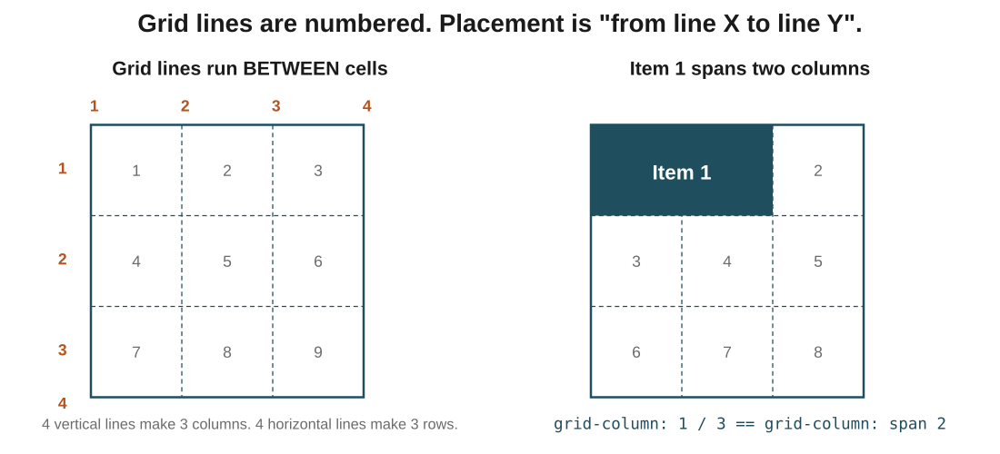 Grid lines are numbered. Placement is "from line X to line Y".
Grid lines run BETWEEN cells
1 2 3 4
1
1 2 3
2
4 5 6
3
7 8 9
4
4 vertical lines make 3 columns. 4 horizontal lines make 3 rows.
Item 1 spans two columns
Item 1 2
3 4 5
6 7 8
grid-column: 1 / 3 == grid-column: span 2